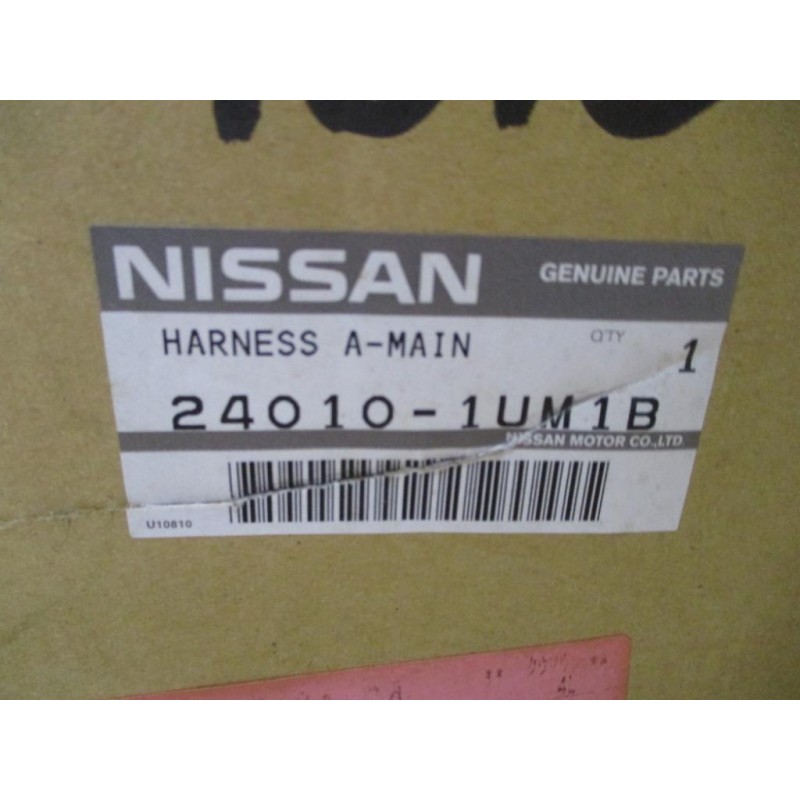 NISSAN GENUINE PARTS
HARNESS A-MAIN QTY 1
24010-1UM1B
NISSAN MOTOR CO.,LTD.
U10810